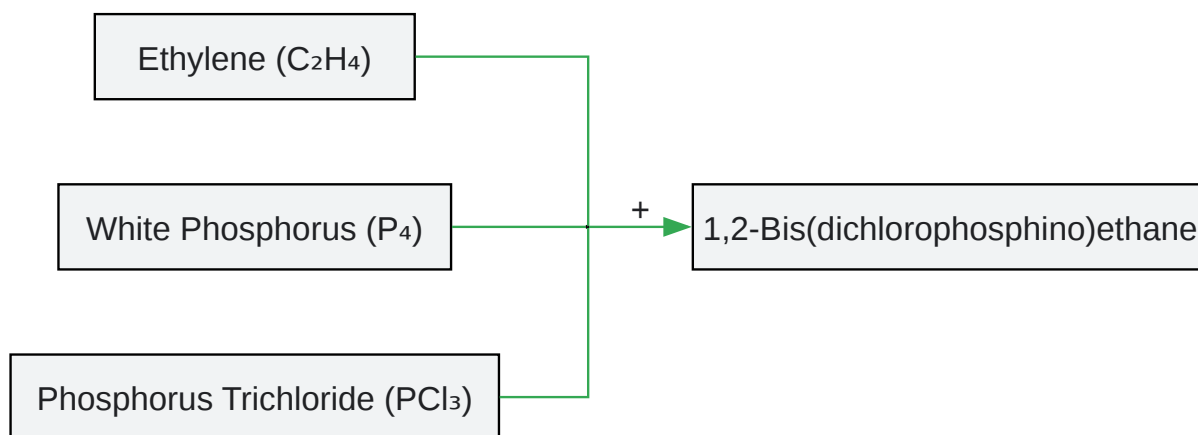 Ethylene (C₂H₄)
White Phosphorus (P₄)
+
1,2-Bis(dichlorophosphino)ethane
Phosphorus Trichloride (PCl₃)